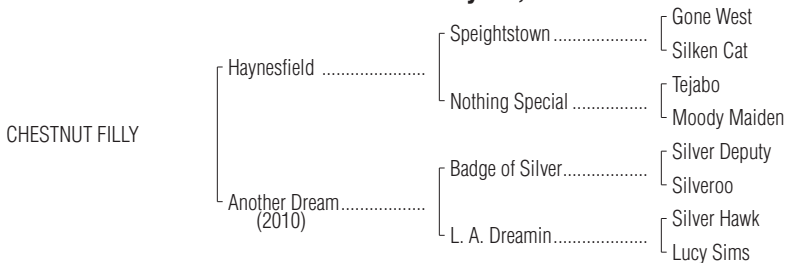 Gone West
Speightstown ....................
Silken Cat
Haynesfield ......................
Tejabo
Nothing Special ................
Moody Maiden
CHESTNUT FILLY
Silver Deputy
Badge of Silver..................
Silveroo
Another Dream..................
(2010)
Silver Hawk
L. A. Dreamin....................
Lucy Sims